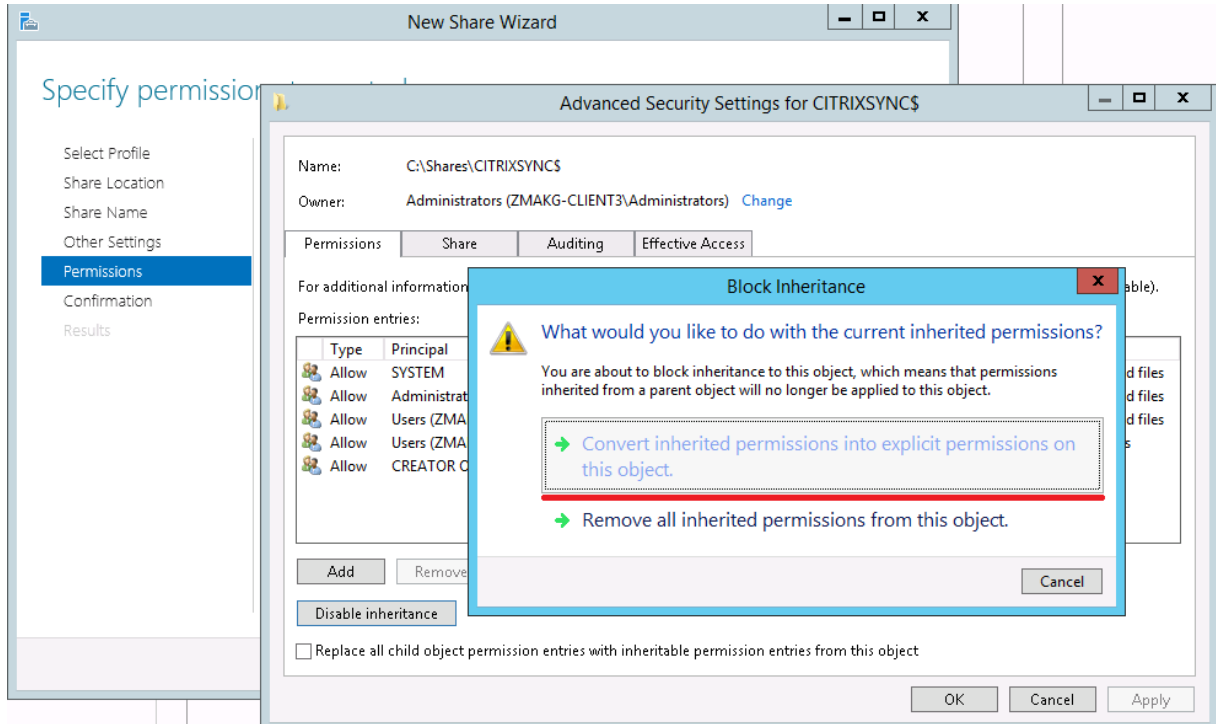 New Share Wizard
Specify permission
Select Profile
Share Location
Share Name
Other Settings
Permissions
Confirmation
Results
Advanced Security Settings for CITRIXSYNC$
Name: C:\Shares\CITRIXSYNC$
Owner: Administrators (ZMAKG-CLIENT3\Administrators) Change
Permissions Share Auditing Effective Access
For additional information able).
Permission entries:
Type Principal
Allow SYSTEM d files
Allow Administrat d files
Allow Users (ZMA d files
Allow Users (ZMA s
Allow CREATOR O
Add Remove
Disable inheritance
Replace all child object permission entries with inheritable permission entries from this object
OK Cancel Apply
Block Inheritance
What would you like to do with the current inherited permissions?
You are about to block inheritance to this object, which means that permissions
inherited from a parent object will no longer be applied to this object.
Convert inherited permissions into explicit permissions on
this object.
Remove all inherited permissions from this object.
Cancel